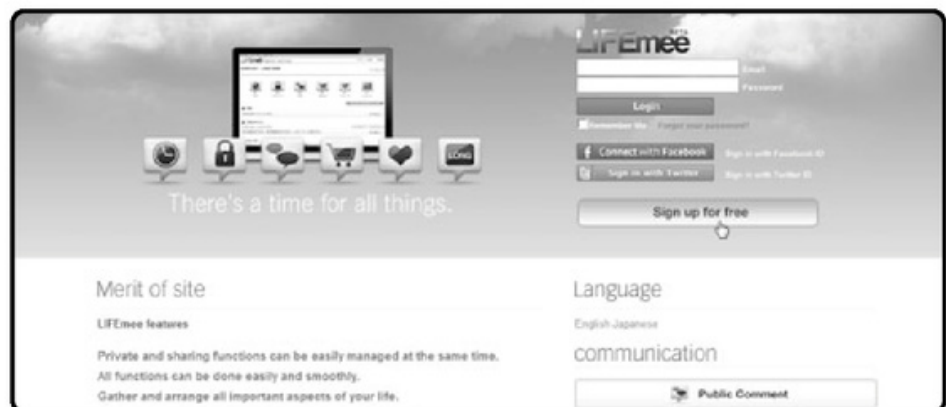 BETA
LIFEmee
Email
Password
Login
Remember Me Forgot your password?
Connect with Facebook Sign in with Facebook ID
Sign in with Twitter Sign in with Twitter ID
LONG
There's a time for all things.
Sign up for free
Merit of site
LIFEmee features
Private and sharing functions can be easily managed at the same time.
All functions can be done easily and smoothly.
Gather and arrange all important aspects of your life.
Language
English Japanese
communication
Public Comment